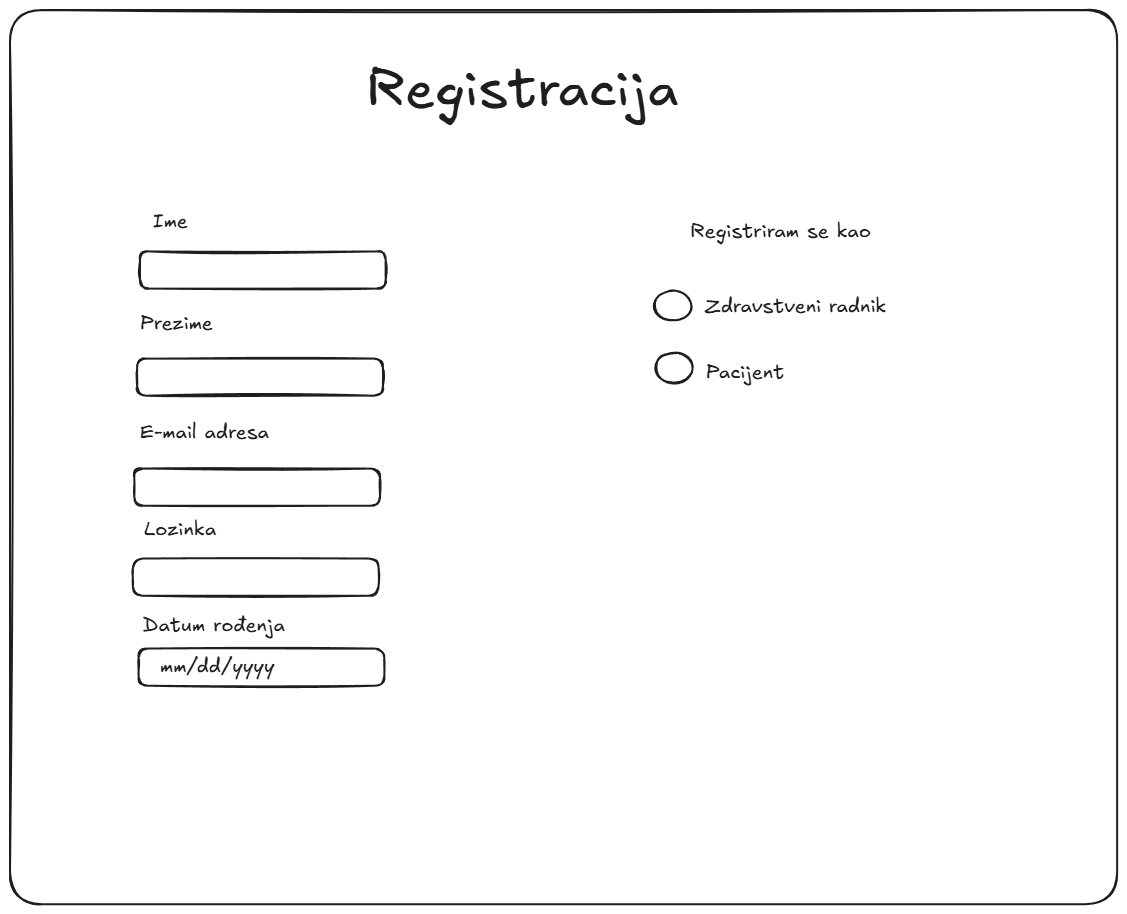 Registracija
Ime
Prezime
E-mail adresa
Lozinka
Datum rođenja
mm/dd/yyyy
Registriram se kao
Zdravstveni radnik
Pacijent